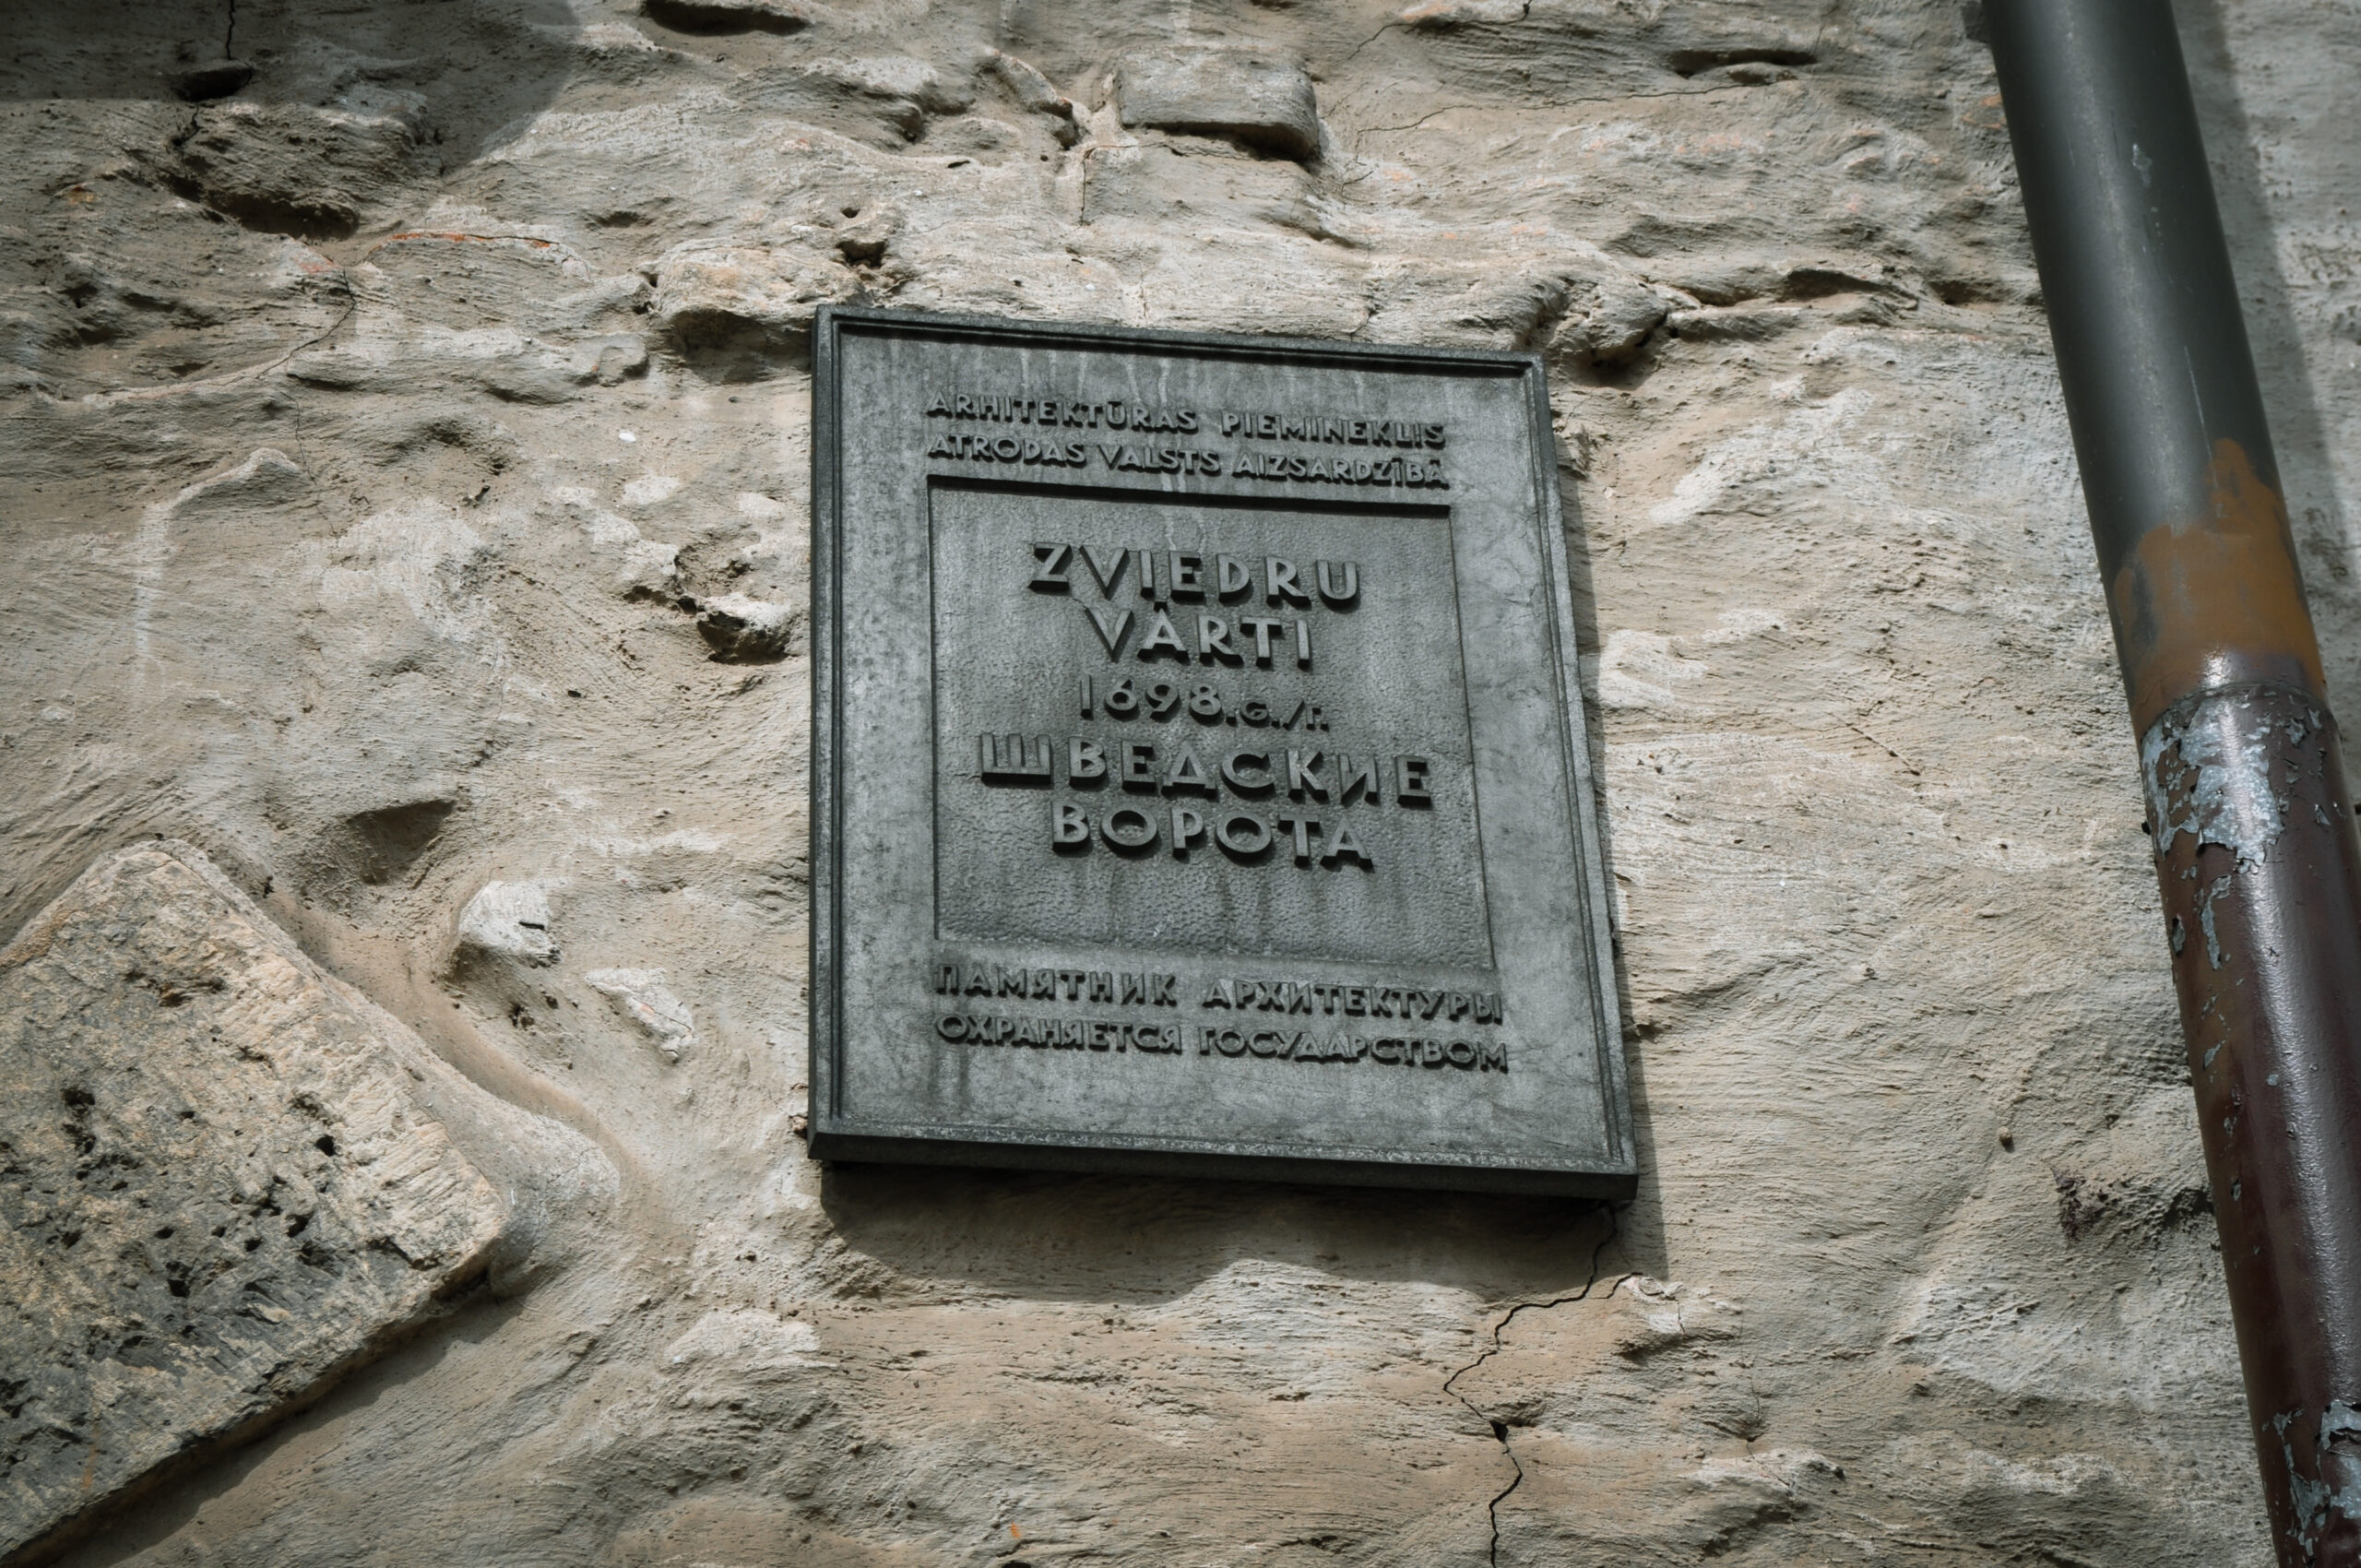 ARHITEKTŪRAS PIEMINEKLIS
ATRODAS VALSTS AIZSARDZĪBĀ
ZVIEDRU
VĀRTI
1698.G./Г.
ШВЕДСКИЕ
ВОРОТА
ПАМЯТНИК АРХИТЕКТУРЫ
ОХРАНЯЕТСЯ ГОСУДАРСТВОМ